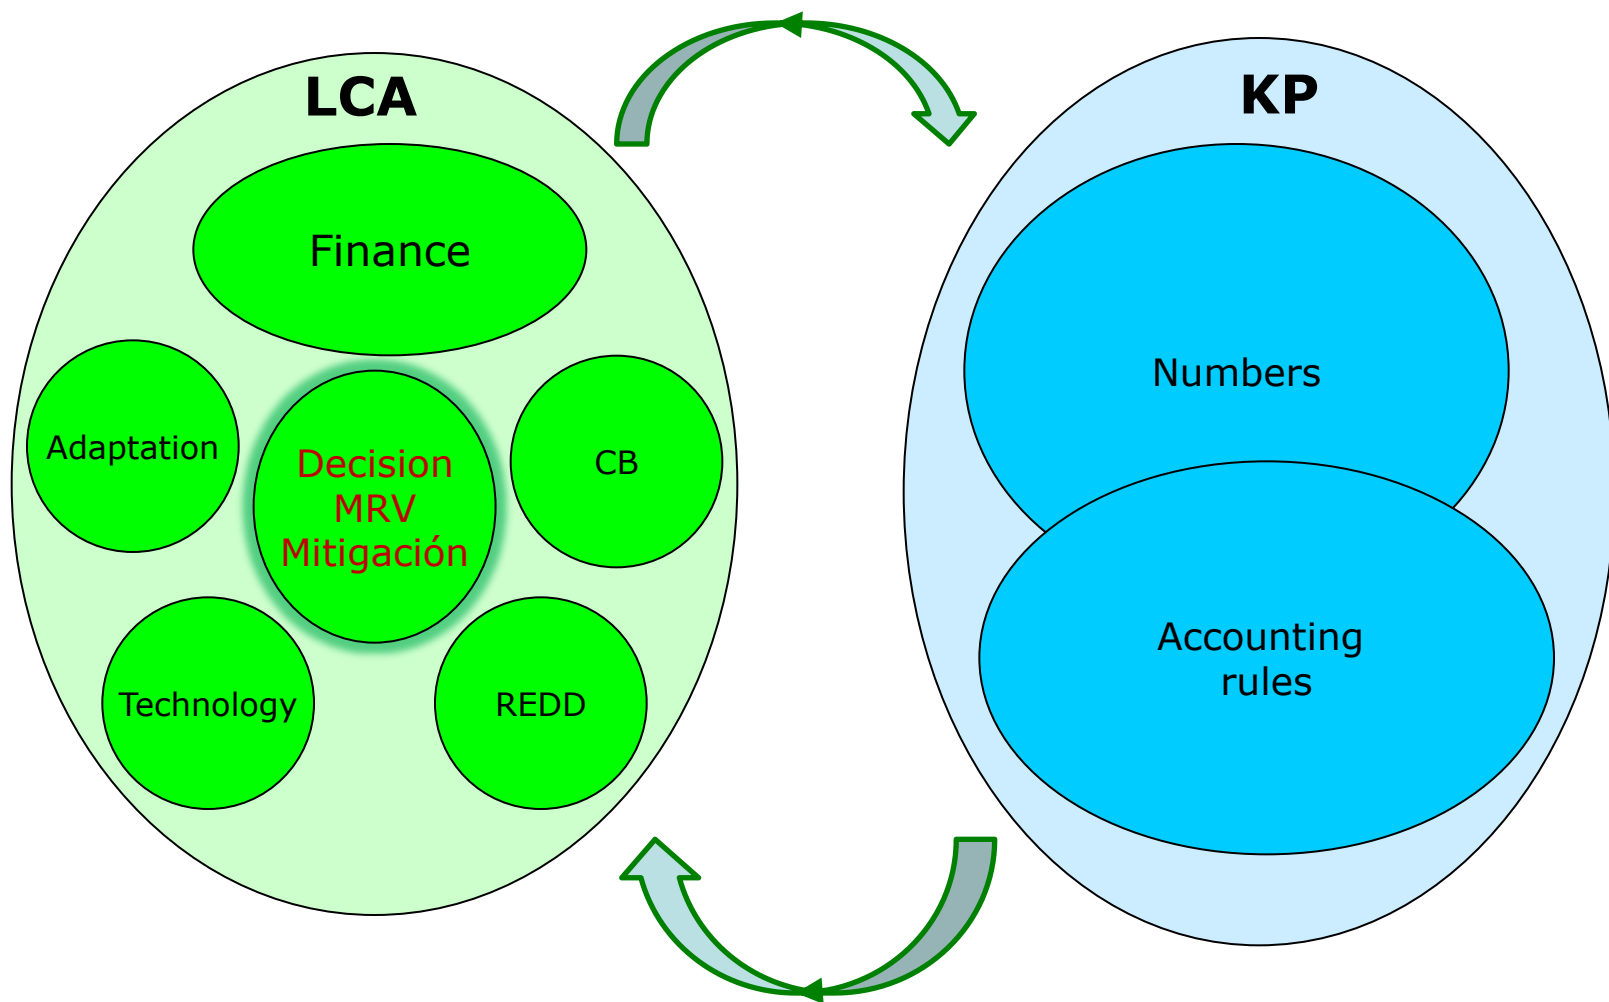 LCA
Finance
Adaptation
Decision
MRV
Mitigación
CB
Technology
REDD
KP
Numbers
Accounting
rules